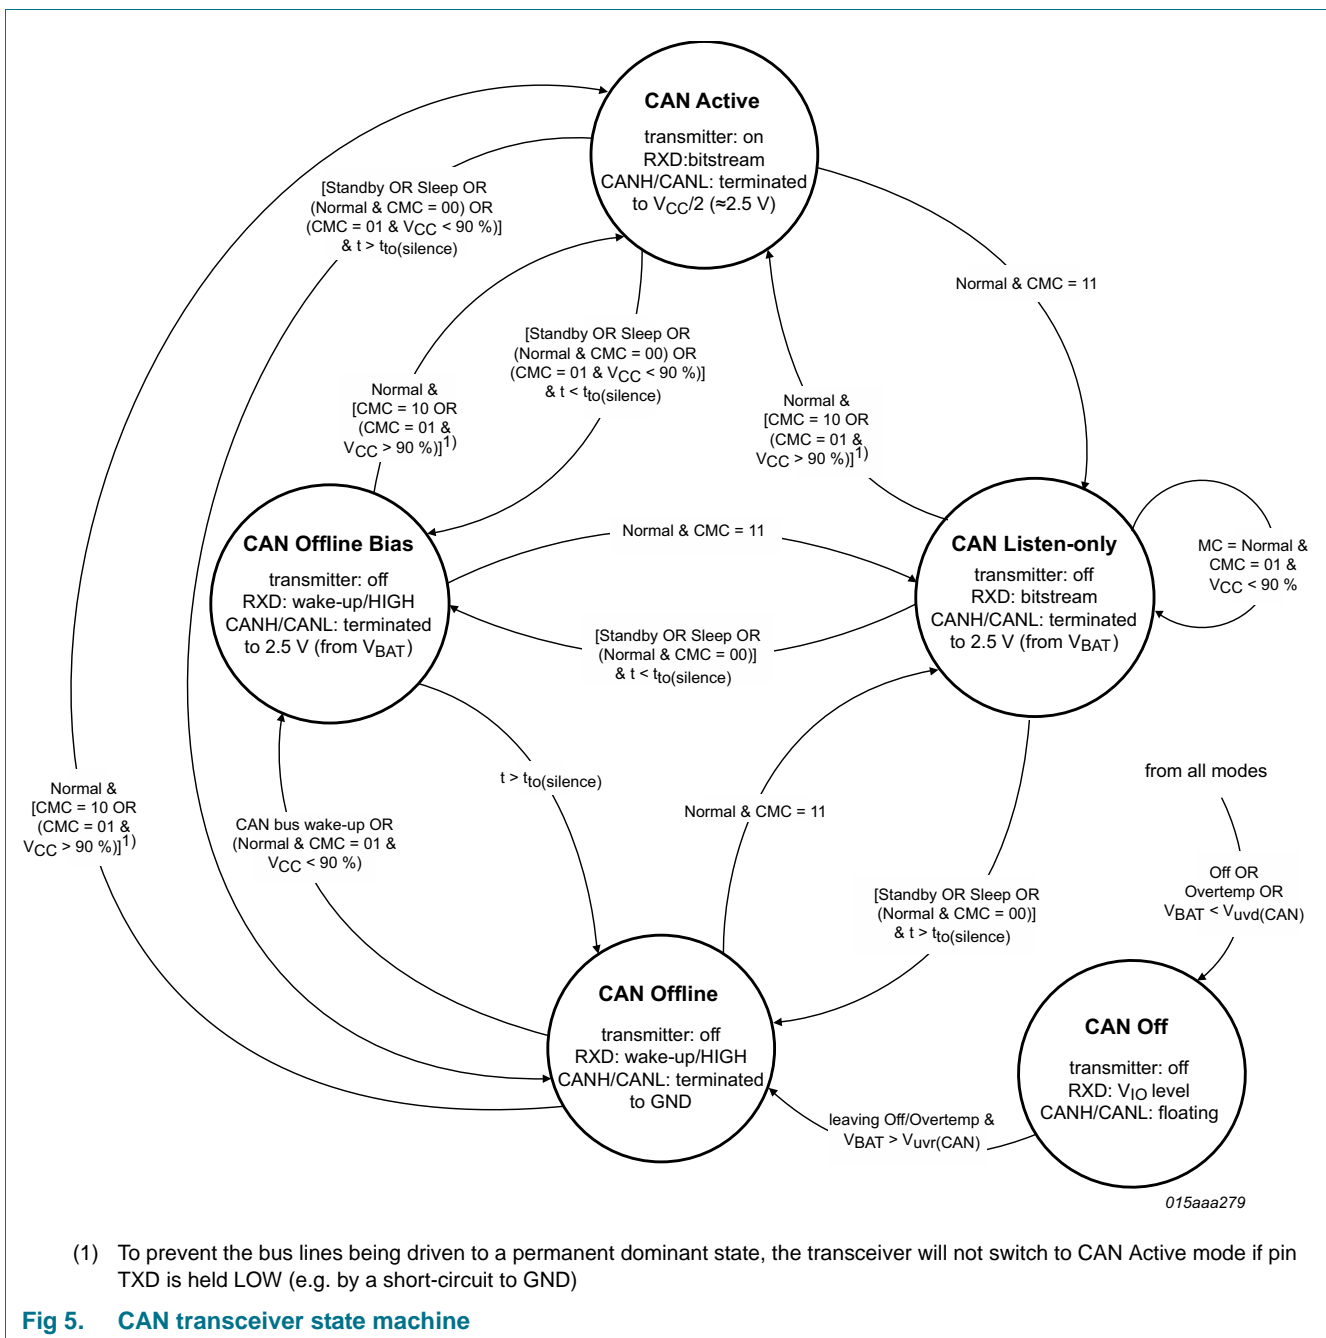 CAN Active
transmitter: on
RXD:bitstream
CANH/CANL: terminated
to VCC/2 (≈2.5 V)
[Standby OR Sleep OR
(Normal & CMC = 00) OR
(CMC = 01 & VCC < 90 %)]
& t > tto(silence)
Normal & CMC = 11
[Standby OR Sleep OR
(Normal & CMC = 00) OR
(CMC = 01 & VCC < 90 %)]
& t < tto(silence)
Normal &
[CMC = 10 OR
(CMC = 01 &
VCC > 90 %)]1)
Normal &
[CMC = 10 OR
(CMC = 01 &
VCC > 90 %)]1)
CAN Offline Bias
transmitter: off
RXD: wake-up/HIGH
CANH/CANL: terminated
to 2.5 V (from VBAT)
Normal & CMC = 11
CAN Listen-only
transmitter: off
RXD: bitstream
CANH/CANL: terminated
to 2.5 V (from VBAT)
MC = Normal &
CMC = 01 &
VCC < 90 %
[Standby OR Sleep OR
(Normal & CMC = 00)]
& t < tto(silence)
t > tto(silence)
Normal &
[CMC = 10 OR
(CMC = 01 &
VCC > 90 %)]1)
CAN bus wake-up OR
(Normal & CMC = 01 &
VCC < 90 %)
Normal & CMC = 11
from all modes
Off OR
Overtemp OR
VBAT < Vuvd(CAN)
[Standby OR Sleep OR
(Normal & CMC = 00)]
& t > tto(silence)
CAN Offline
transmitter: off
RXD: wake-up/HIGH
CANH/CANL: terminated
to GND
CAN Off
transmitter: off
RXD: VIO level
CANH/CANL: floating
leaving Off/Overtemp &
VBAT > Vuvr(CAN)
015aaa279
(1) To prevent the bus lines being driven to a permanent dominant state, the transceiver will not switch to CAN Active mode if pin
TXD is held LOW (e.g. by a short-circuit to GND)
Fig 5. CAN transceiver state machine